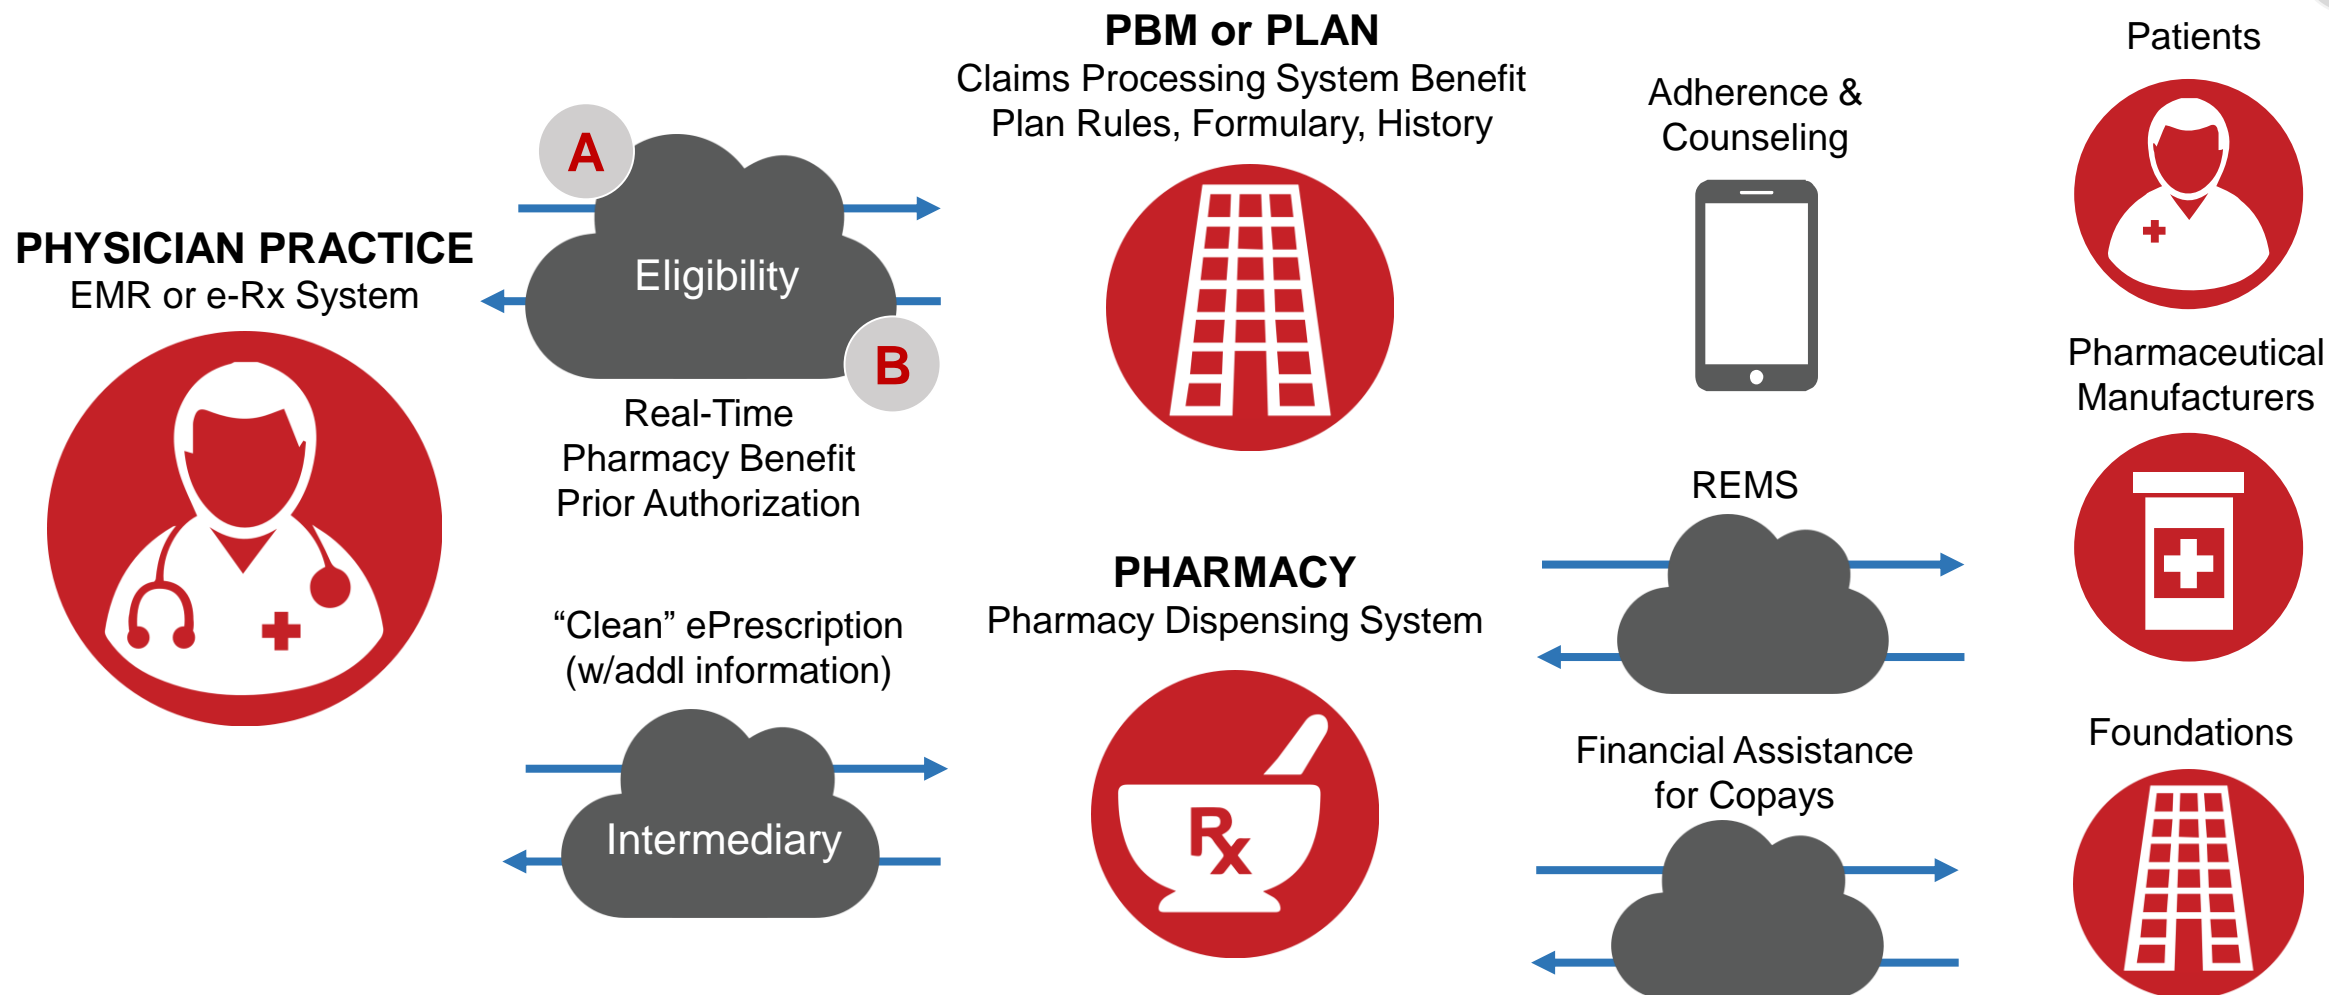 PHYSICIAN PRACTICE
EMR or e-Rx System
A
Eligibility
B
Real-Time
Pharmacy Benefit
Prior Authorization
“Clean” ePrescription
(w/addl information)
Intermediary
PBM or PLAN
Claims Processing System Benefit
Plan Rules, Formulary, History
PHARMACY
Pharmacy Dispensing System
Rx
Adherence &
Counseling
REMS
Financial Assistance
for Copays
Patients
Pharmaceutical
Manufacturers
Foundations